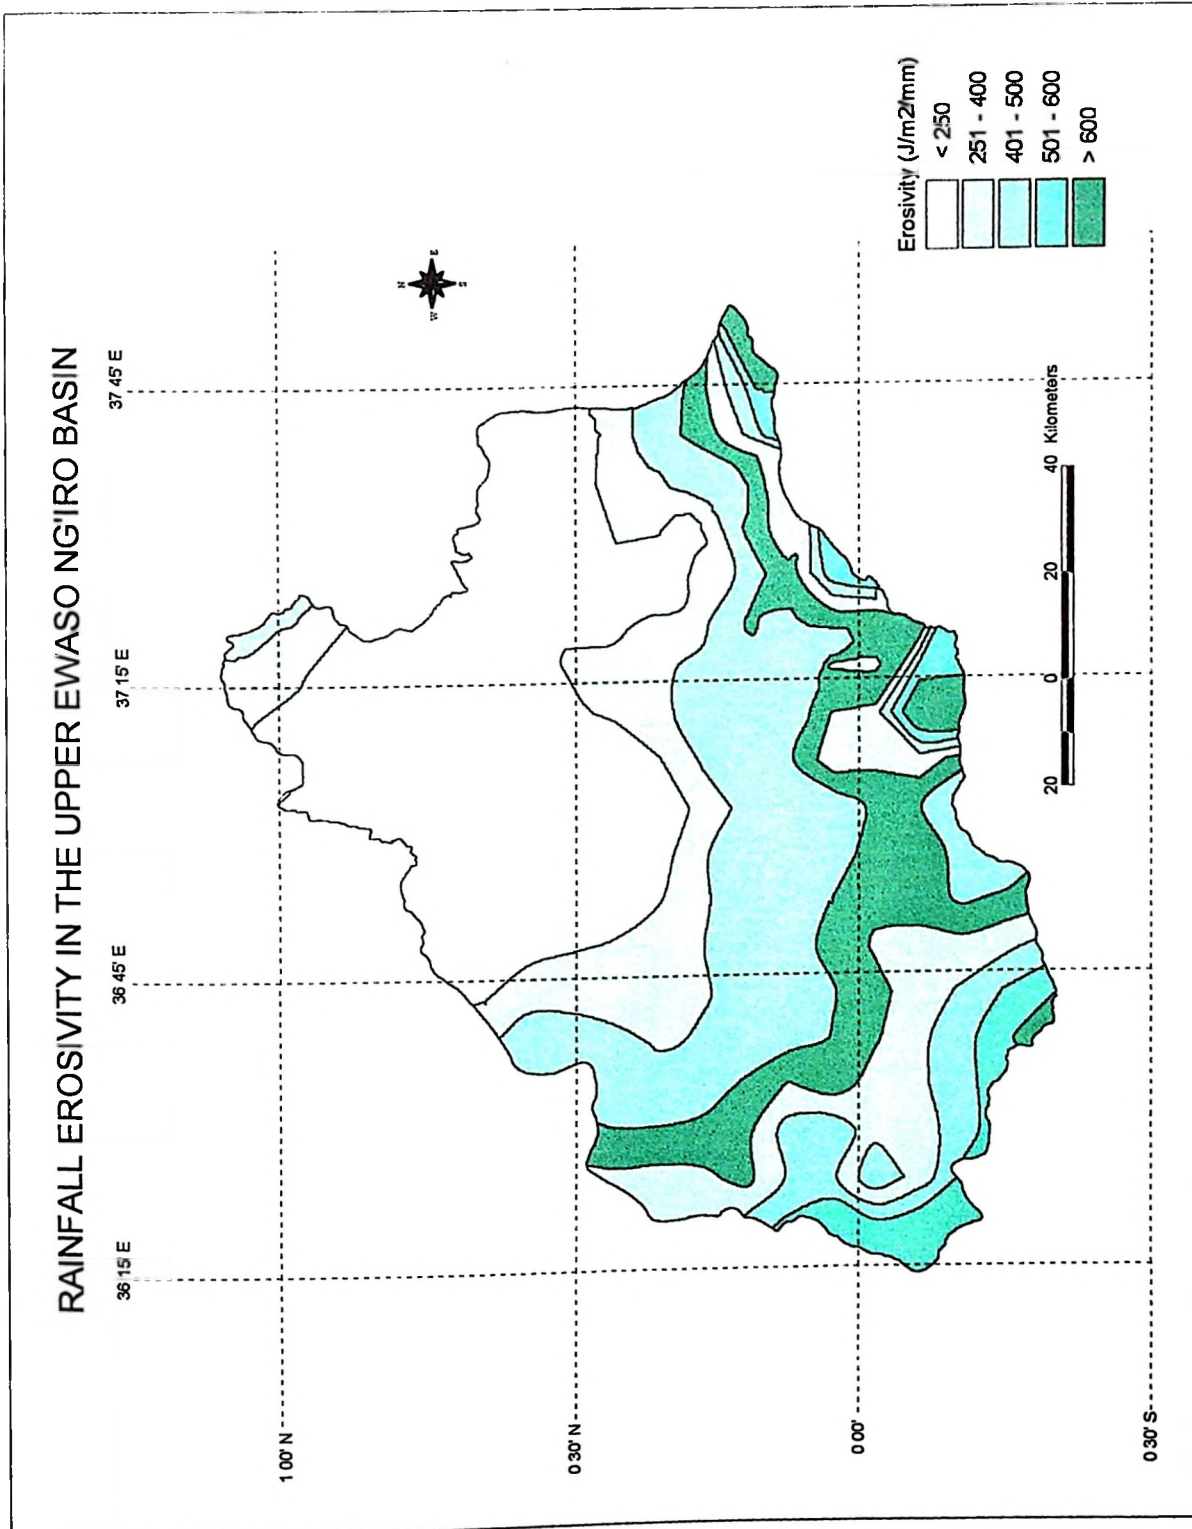 RAINFALL EROSIVITY IN THE UPPER EWASO NG'IRO BASIN
36 15' E
36 45' E
37 15' E
37 45' E
1 00' N
0 30' N
0 00'
0 30' S
N
W
E
S
20 0 20 40 Kilometers
Erosivity (J/m2/mm)
< 250
251 - 400
401 - 500
501 - 600
> 600